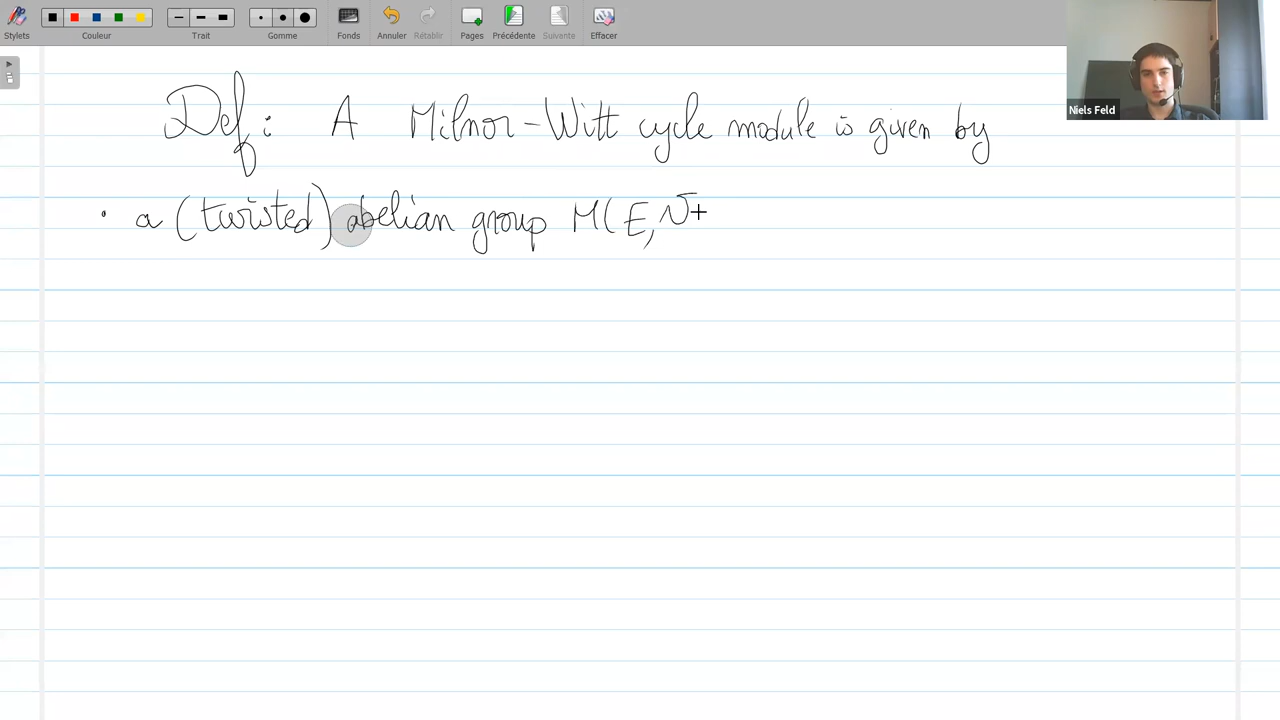 Stylets Couleur Trait Gomme Fonds Annuler Rétablir Pages Précédente Suivante Effacer
Niels Feld
Def: A Milnor-Witt cycle module is given by
• a (twisted) abelian group M(E,